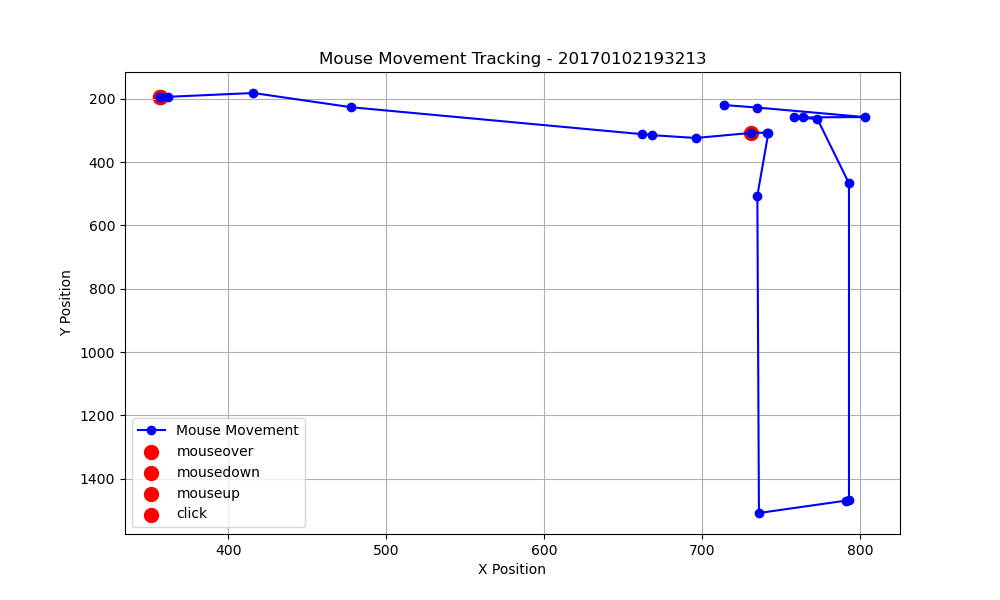 Mouse Movement Tracking - 20170102193213
200
400
600
800
1000
1200
1400
Y Position
Mouse Movement
mouseover
mousedown
mouseup
click
400
500
600
700
800
X Position